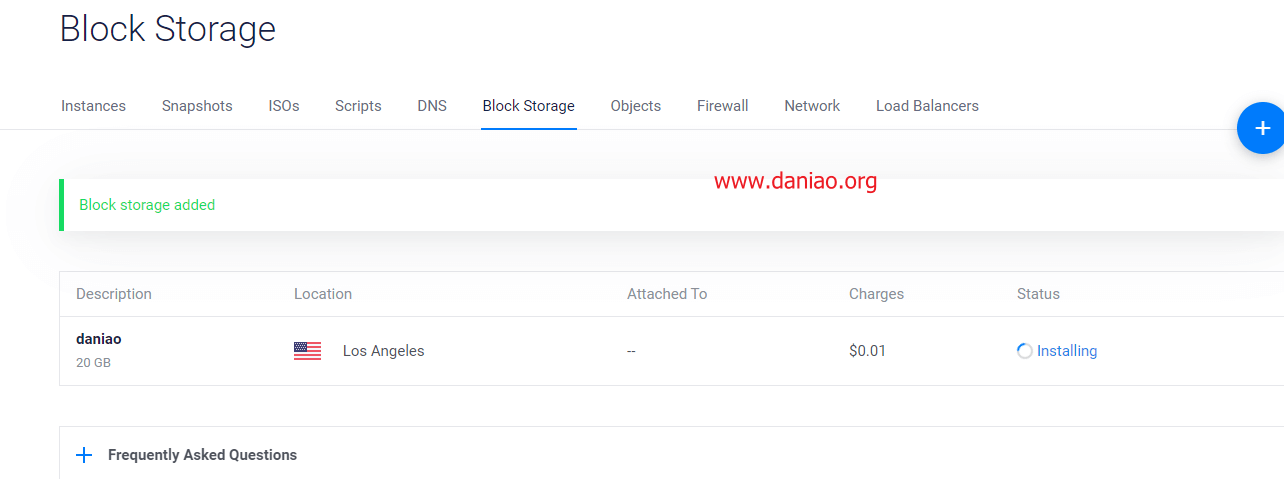 Block Storage
Instances Snapshots ISOs Scripts DNS Block Storage Objects Firewall Network Load Balancers
www.daniao.org
Block storage added
Description Location Attached To Charges Status
daniao
20 GB
Los Angeles -- $0.01 Installing
Frequently Asked Questions